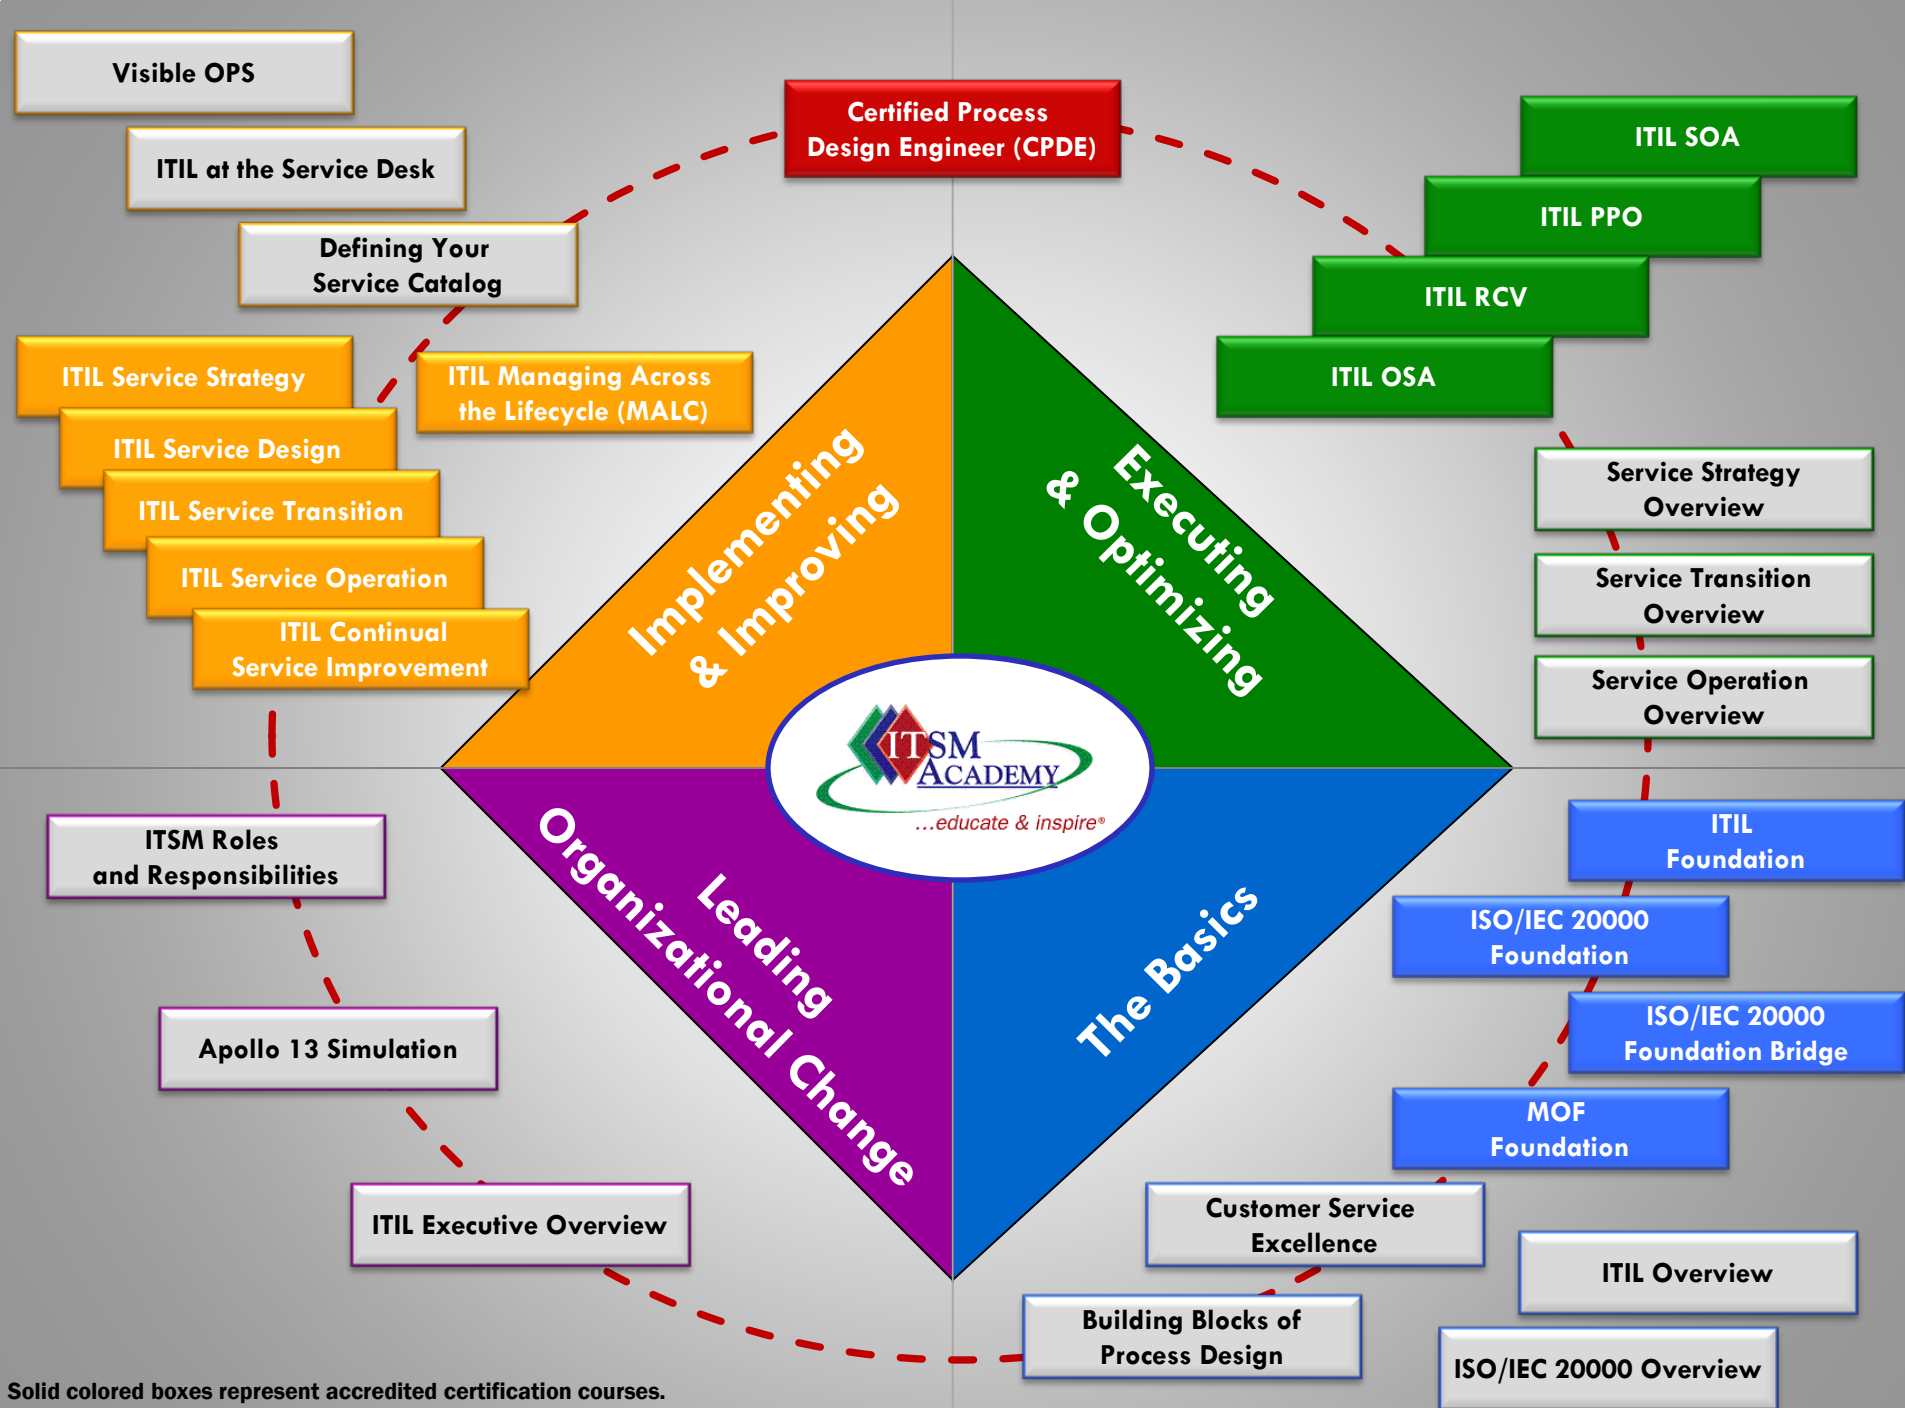 Visible OPS
ITIL at the Service Desk
Defining Your
Service Catalog
Certified Process
Design Engineer (CPDE)
ITIL SOA
ITIL PPO
ITIL RCV
ITIL OSA
ITIL Service Strategy
ITIL Service Design
ITIL Service Transition
ITIL Service Operation
ITIL Continual
Service Improvement
ITIL Managing Across
the Lifecycle (MALC)
Implementing
& Improving
Executing
& Optimizing
Service Strategy
Overview
Service Transition
Overview
Service Operation
Overview
ITSM
ACADEMY
...educate & inspire®
ITSM Roles
and Responsibilities
Apollo 13 Simulation
ITIL Executive Overview
Leading
Organizational Change
The Basics
ITIL
Foundation
ISO/IEC 20000
Foundation
ISO/IEC 20000
Foundation Bridge
MOF
Foundation
Customer Service
Excellence
ITIL Overview
Building Blocks of
Process Design
ISO/IEC 20000 Overview
Solid colored boxes represent accredited certification courses.